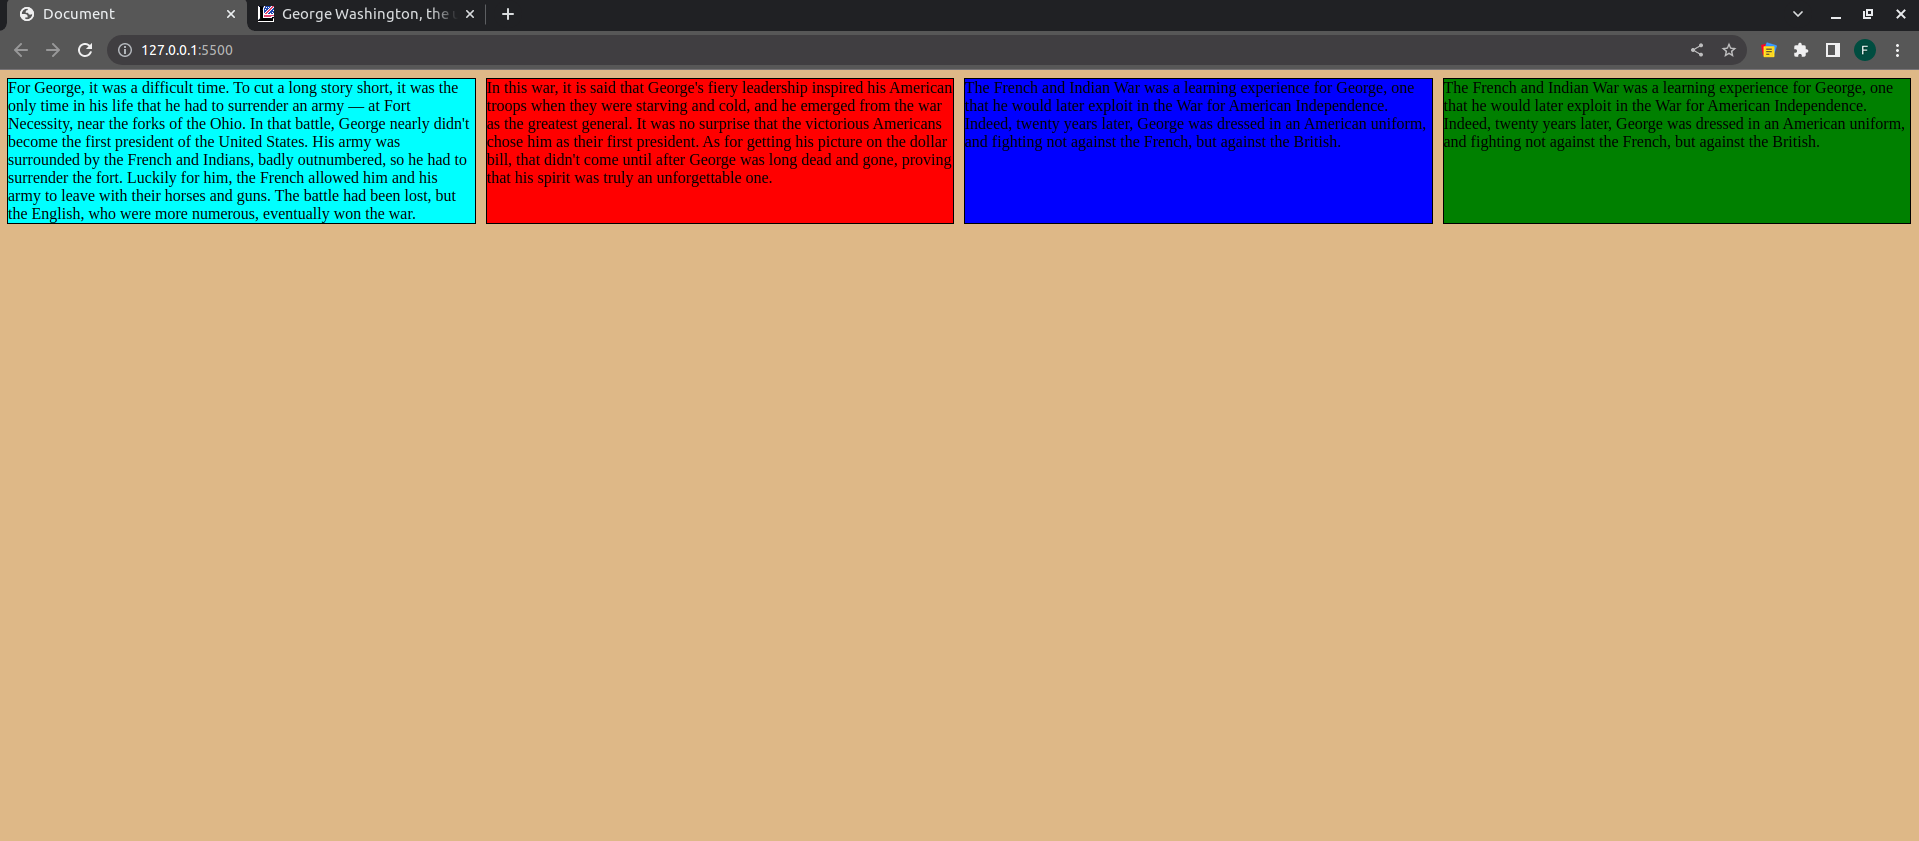 Document
George Washington, the
127.0.0.1:5500
F
For George, it was a difficult time. To cut a long story short, it was the
only time in his life that he had to surrender an army — at Fort
Necessity, near the forks of the Ohio. In that battle, George nearly didn't
become the first president of the United States. His army was
surrounded by the French and Indians, badly outnumbered, so he had to
surrender the fort. Luckily for him, the French allowed him and his
army to leave with their horses and guns. The battle had been lost, but
the English, who were more numerous, eventually won the war.
In this war, it is said that George's fiery leadership inspired his American
troops when they were starving and cold, and he emerged from the war
as the greatest general. It was no surprise that the victorious Americans
chose him as their first president. As for getting his picture on the dollar
bill, that didn't come until after George was long dead and gone, proving
that his spirit was truly an unforgettable one.
The French and Indian War was a learning experience for George, one
that he would later exploit in the War for American Independence.
Indeed, twenty years later, George was dressed in an American uniform,
and fighting not against the French, but against the British.
The French and Indian War was a learning experience for George, one
that he would later exploit in the War for American Independence.
Indeed, twenty years later, George was dressed in an American uniform,
and fighting not against the French, but against the British.